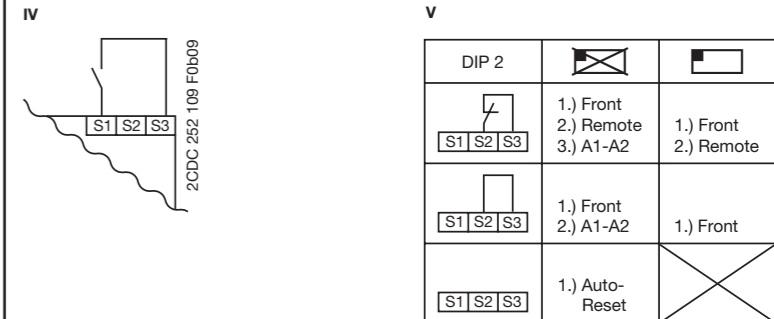 IV
S1 S2 S3
2CDC 252 109 F0b09
V
DIP 2
S1 S2 S3
1.) Front
2.) Remote
3.) A1-A2
1.) Front
2.) Remote
S1 S2 S3
1.) Front
2.) A1-A2
1.) Front
S1 S2 S3
1.) Auto-
Reset